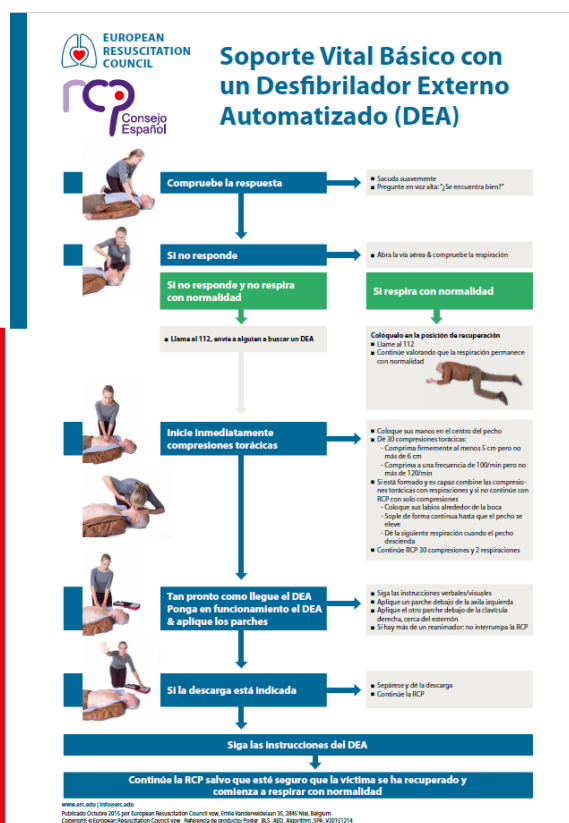 EUROPEAN
RESUSCITATION
COUNCIL
rcp
Consejo
Español
Soporte Vital Básico con
un Desfibrilador Externo
Automatizado (DEA)
Compruebe la respuesta
■ Sacuda suavemente
■ Pregunte en voz alta: "¿Se encuentra bien?"
Si no responde
■ Abra la vía aérea & compruebe la respiración
Si no responde y no respira
con normalidad
Si respira con normalidad
■ Llame al 112, envíe a alguien a buscar un DEA
Colóquelo en la posición de recuperación
■ Llame al 112
■ Continúe valorando que la respiración permanece
con normalidad
Inicie inmediatamente
compresiones torácicas
■ Coloque sus manos en el centro del pecho
■ Dé 30 compresiones torácicas:
- Comprima firmemente al menos 5 cm pero no
más de 6 cm
- Comprima a una frecuencia de 100/min pero no
más de 120/min
■ Si está formado y es capaz combine las compresio-
nes torácicas con respiraciones y si no continúe con
RCP con solo compresiones
- Coloque sus labios alrededor de la boca
- Sople de forma continua hasta que el pecho se
eleve
- Dé la siguiente respiración cuando el pecho
descienda
■ Continúe RCP 30 compresiones y 2 respiraciones
Tan pronto como llegue el DEA
Ponga en funcionamiento el DEA
& aplique los parches
■ Siga las instrucciones verbales/visuales
■ Aplique un parche debajo de la axila izquierda
■ Aplique el otro parche debajo de la clavícula
derecha, cerca del esternón
■ Si hay más de un reanimador: no interrumpa la RCP
Si la descarga está indicada
■ Sepárese y dé la descarga
■ Continúe la RCP
Siga las instrucciones del DEA
Continúe la RCP salvo que esté seguro que la víctima se ha recuperado y
comienza a respirar con normalidad
www.erc.edu | info@erc.edu
Publicado Octubre 2015 por European Resuscitation Council vzw, Emile Vanderveldelaan 35, 2845 Niel, Belgium
Copyright: © European Resuscitation Council vzw Referencia de producto: Poster_BLS_AED_Algorithm_SPA_V20151214